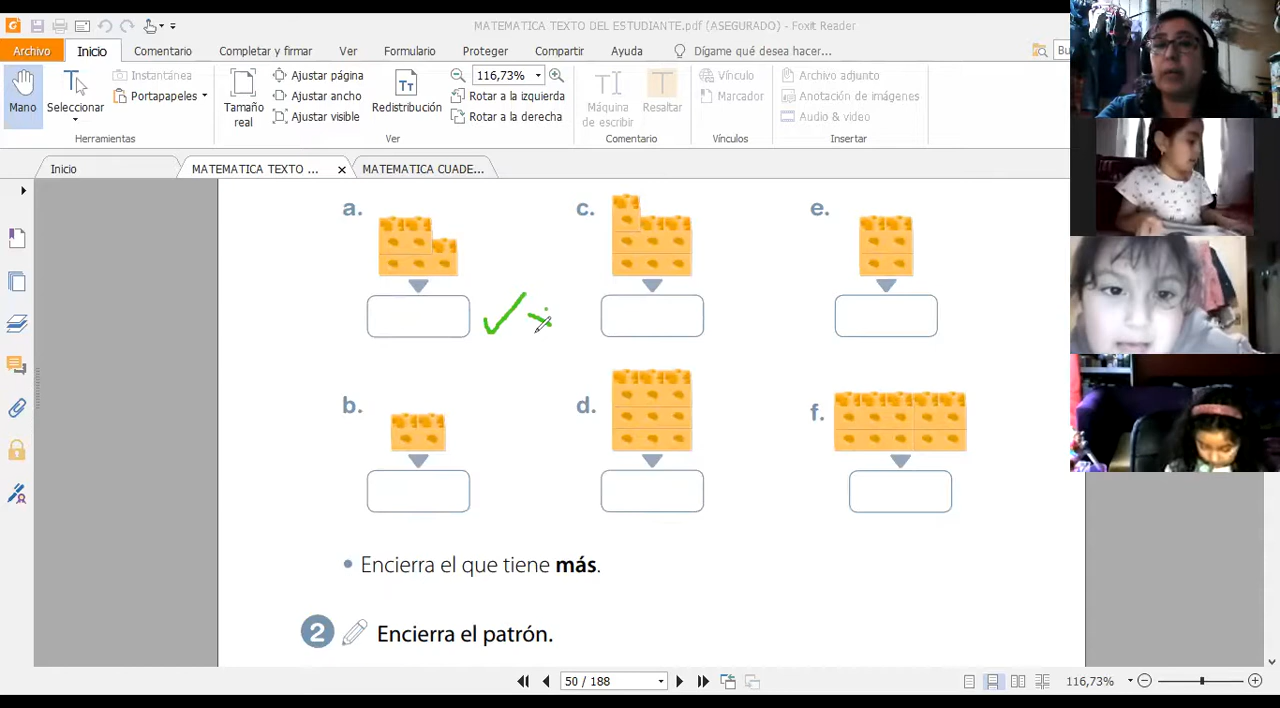 MATEMATICA TEXTO DEL ESTUDIANTE.pdf (ASEGURADO) - Foxit Reader
Archivo Inicio Comentario Completar y firmar Ver Formulario Proteger Compartir Ayuda Dígame qué desea hacer... Bu
Mano
Seleccionar
Instantánea
Portapapeles
Herramientas
Tamaño real
Ajustar página
Ajustar ancho
Ajustar visible
Redistribución
116,73%
Rotar a la izquierda
Rotar a la derecha
Ver
Máquina de escribir
Resaltar
Comentario
Vínculo
Marcador
Vínculos
Archivo adjunto
Anotación de imágenes
Audio & video
Insertar
Inicio MATEMATICA TEXTO ... x MATEMATICA CUADE...
a. c. e.
b. d. f.
• Encierra el que tiene más.
2 Encierra el patrón.
50 / 188 116,73%